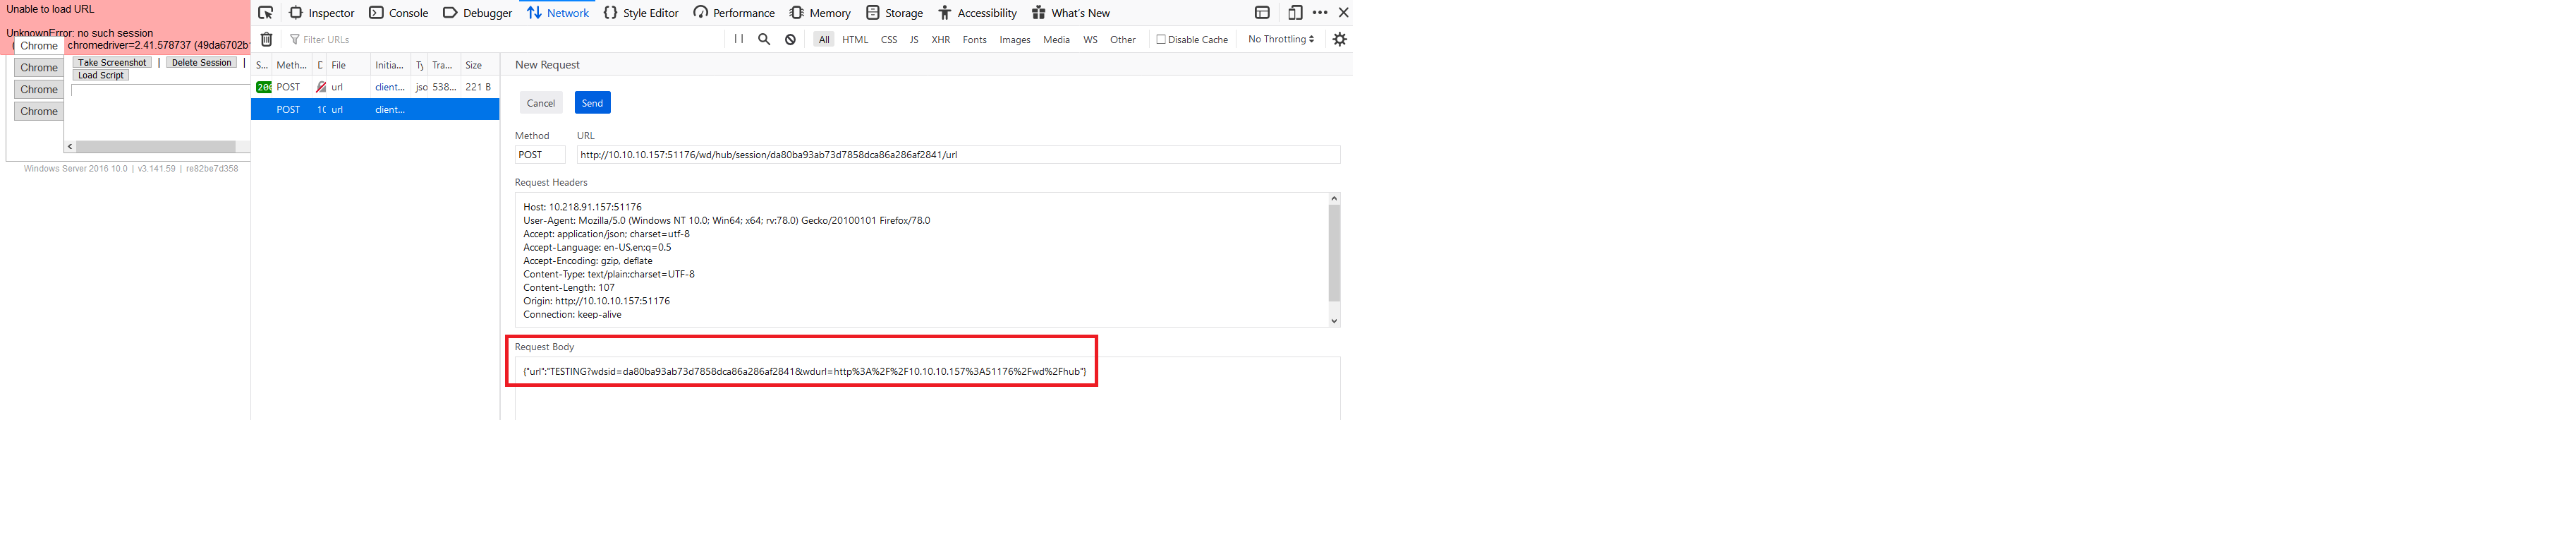 Unable to load URL
UnknownError: no such session
Chrome chromedriver=2.41.578737 (49da6702b1
Chrome
Chrome
Chrome
Take Screenshot | Delete Session |
Load Script
Windows Server 2016 10.0 | v3.141.59 | re82be7d358
Inspector Console Debugger Network Style Editor Performance Memory Storage Accessibility What's New
Filter URLs
All HTML CSS JS XHR Fonts Images Media WS Other Disable Cache No Throttling
S... Meth... D File Initia... Ty Tra... Size
200 POST url client... jso 538... 221 B
POST 10 url client...
New Request
Cancel Send
Method URL
POST http://10.10.10.157:51176/wd/hub/session/da80ba93ab73d7858dca86a286af2841/url
Request Headers
Host: 10.218.91.157:51176
User-Agent: Mozilla/5.0 (Windows NT 10.0; Win64; x64; rv:78.0) Gecko/20100101 Firefox/78.0
Accept: application/json; charset=utf-8
Accept-Language: en-US,en;q=0.5
Accept-Encoding: gzip, deflate
Content-Type: text/plain;charset=UTF-8
Content-Length: 107
Origin: http://10.10.10.157:51176
Connection: keep-alive
Request Body
{"url":"TESTING?wdsid=da80ba93ab73d7858dca86a286af2841&wdurl=http%3A%2F%2F10.10.10.157%3A51176%2Fwd%2Fhub"}